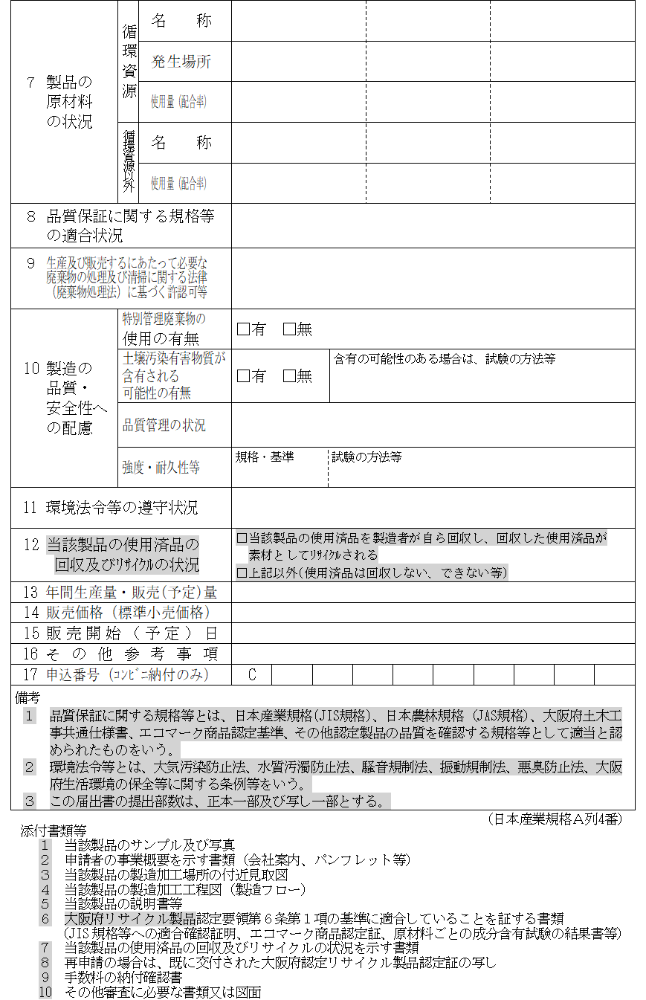 7 製品の
原材料
の状況
循環資源
名　　称
発生場所
使用量（配合率）
循環資源以外
名　　称
使用量（配合率）
8 品質保証に関する規格等
の適合状況
9 生産及び販売するにあたって必要な
廃棄物の処理及び清掃に関する法律
（廃棄物処理法）に基づく許認可等
10 製造の
品質・
安全性へ
の配慮
特別管理廃棄物の
使用の有無
□有　□無
土壌汚染有害物質が
含有される
可能性の有無
□有　□無
含有の可能性のある場合は、試験の方法等
品質管理の状況
強度・耐久性等
規格・基準
試験の方法等
11 環境法令等の遵守状況
12 当該製品の使用済品の
回収及びﾘｻｲｸﾙの状況
□当該製品の使用済品を製造者が自ら回収し、回収した使用済品が
素材としてﾘｻｲｸﾙされる
□上記以外(使用済品は回収しない、できない等)
13 年間生産量・販売(予定)量
14 販売価格（標準小売価格）
15 販売開始（予定）日
16 その他参考事項
17 申込番号（ｺﾝﾋﾞﾆ納付のみ）
C
備考
1 品質保証に関する規格等とは、日本産業規格(JIS規格)、日本農林規格（JAS規格）、大阪府土木工
事共通仕様書、エコマーク商品認定基準、その他認定製品の品質を確認する規格等として適当と認
められたものをいう。
2 環境法令等とは、大気汚染防止法、水質汚濁防止法、騒音規制法、振動規制法、悪臭防止法、大阪
府生活環境の保全等に関する条例等をいう。
3 この届出書の提出部数は、正本一部及び写し一部とする。
（日本産業規格Ａ列4番）
添付書類等
1 当該製品のサンプル及び写真
2 申請者の事業概要を示す書類（会社案内、パンフレット等）
3 当該製品の製造加工場所の付近見取図
4 当該製品の製造加工工程図（製造フロー）
5 当該製品の説明書等
6 大阪府リサイクル製品認定要領第６条第１項の基準に適合していることを証する書類
（JIS規格等への適合確認証明、エコマーク商品認定証、原材料ごとの成分含有試験の結果書等）
7 当該製品の使用済品の回収及びリサイクルの状況を示す書類
8 再申請の場合は、既に交付された大阪府認定リサイクル製品認定証の写し
9 手数料の納付確認書
10 その他審査に必要な書類又は図面